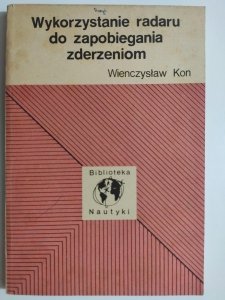 Wykorzystanie radaru
do zapobiegania
zderzeniom
Wienczysław Kon
Biblioteka
Nautyki